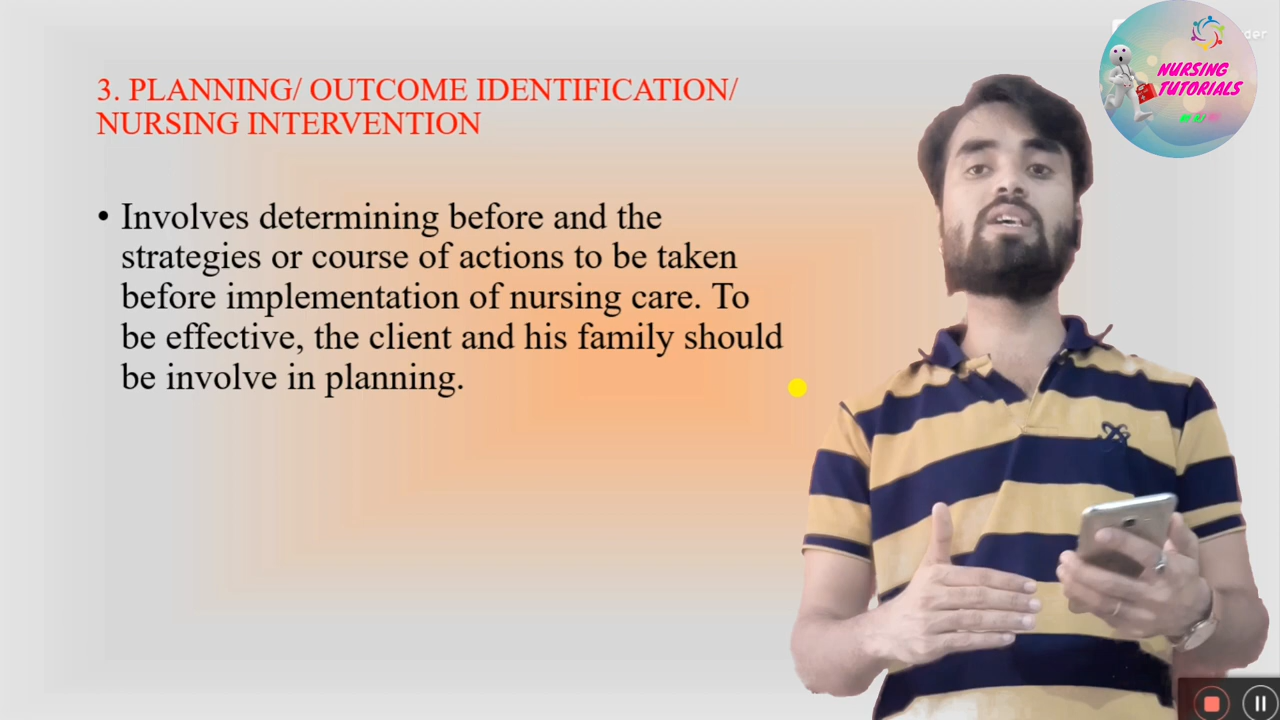 3. PLANNING/ OUTCOME IDENTIFICATION/
NURSING INTERVENTION
• Involves determining before and the
strategies or course of actions to be taken
before implementation of nursing care. To
be effective, the client and his family should
be involve in planning.
NURSING
TUTORIALS